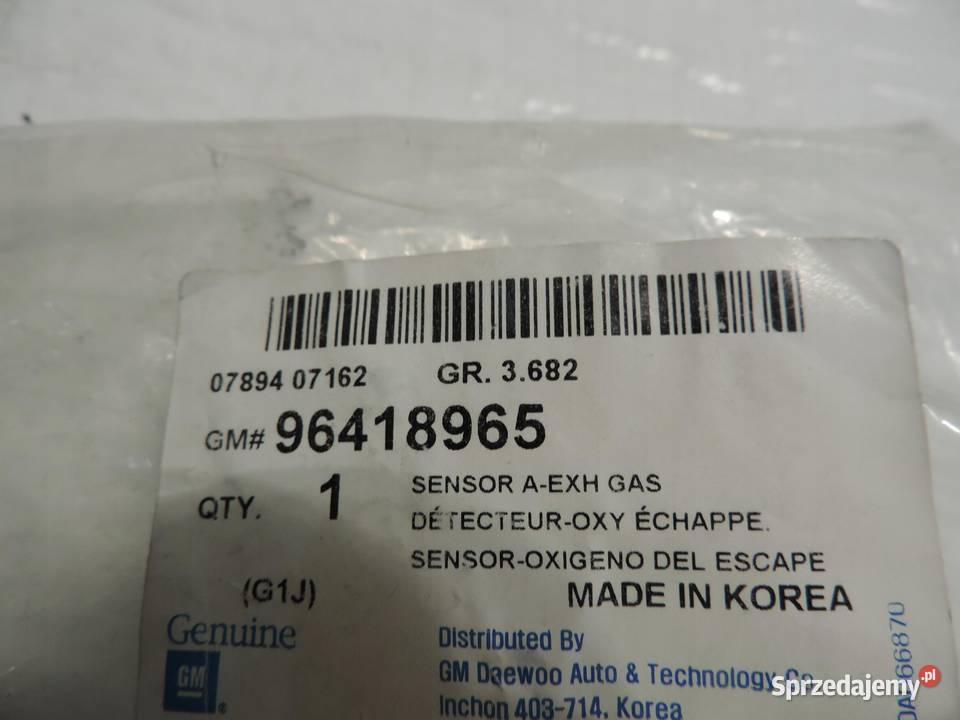 07894 07162 GR. 3.682
GM# 96418965
QTY. 1
SENSOR A-EXH GAS
DÉTECTEUR-OXY ÉCHAPPE.
SENSOR-OXIGENO DEL ESCAPE
(G1J) MADE IN KOREA
Genuine
GM
Distributed By
GM Daewoo Auto & Technology Co.
Inchon 403-714, Korea
Sprzedajemy.pl